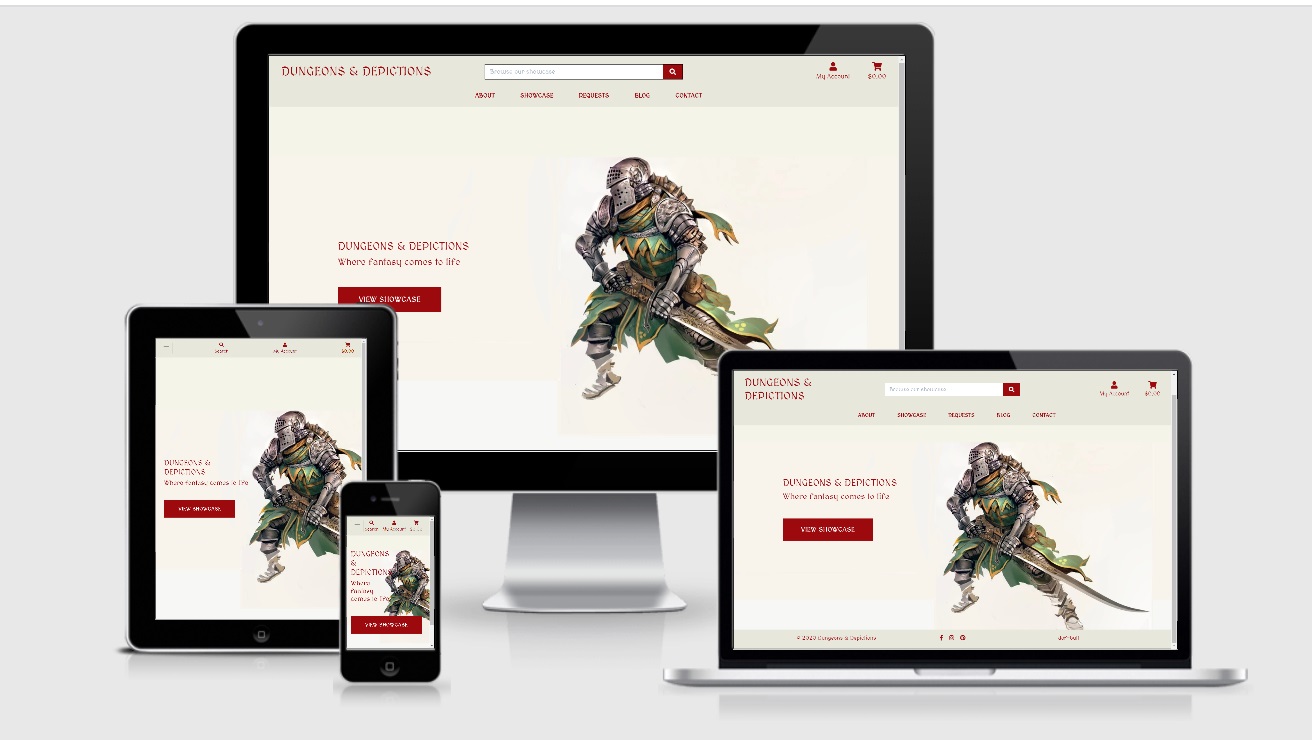 DUNGEONS & DEPICTIONS
Browse our showcase
My Account
$0.00
ABOUT SHOWCASE REQUESTS BLOG CONTACT
DUNGEONS & DEPICTIONS
Where fantasy comes to life
VIEW SHOWCASE
Search
My Account
$0.00
DUNGEONS &
DEPICTIONS
Where fantasy comes to life
VIEW SHOWCASE
Search
My Account
$0.00
DUNGEONS
&
DEPICTIONS
Where
fantasy
comes to life
VIEW SHOWCASE
DUNGEONS &
DEPICTIONS
Browse our showcase
My Account
$0.00
ABOUT SHOWCASE REQUESTS BLOG CONTACT
DUNGEONS & DEPICTIONS
Where fantasy comes to life
VIEW SHOWCASE
© 2020 Dungeons & Depictions